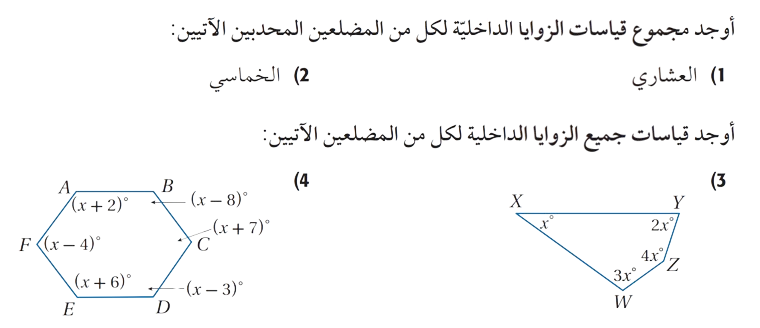 أوجد مجموع قياسات الزوايا الداخليّة لكل من المضلعين المحدبين الآتيين:
1) العشاري
2) الخماسي
أوجد قياسات جميع الزوايا الداخلية لكل من المضلعين الآتيين:
3)
X
Y
x°
2x°
4x°
Z
3x°
W
4)
A
B
(x + 2)°
(x − 8)°
(x + 7)°
F
(x − 4)°
C
(x + 6)°
(x − 3)°
E
D